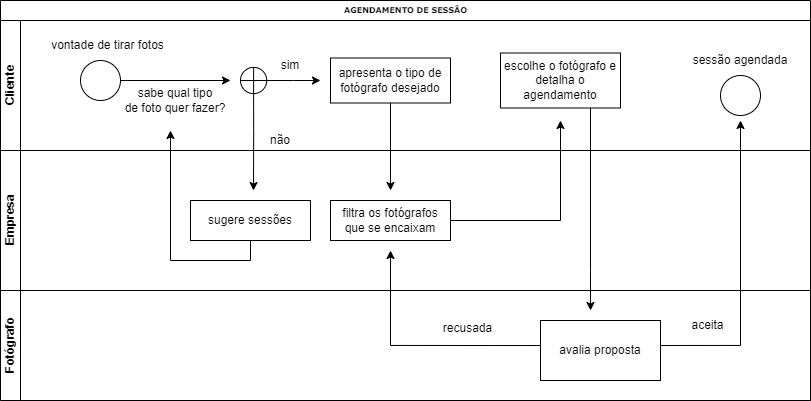 AGENDAMENTO DE SESSÃO
Cliente
vontade de tirar fotos
sabe qual tipo
de foto quer fazer?
sim
não
apresenta o tipo de
fotógrafo desejado
escolhe o fotógrafo e
detalha o
agendamento
sessão agendada
Empresa
sugere sessões
filtra os fotógrafos
que se encaixam
Fotógrafo
recusada
avalia proposta
aceita